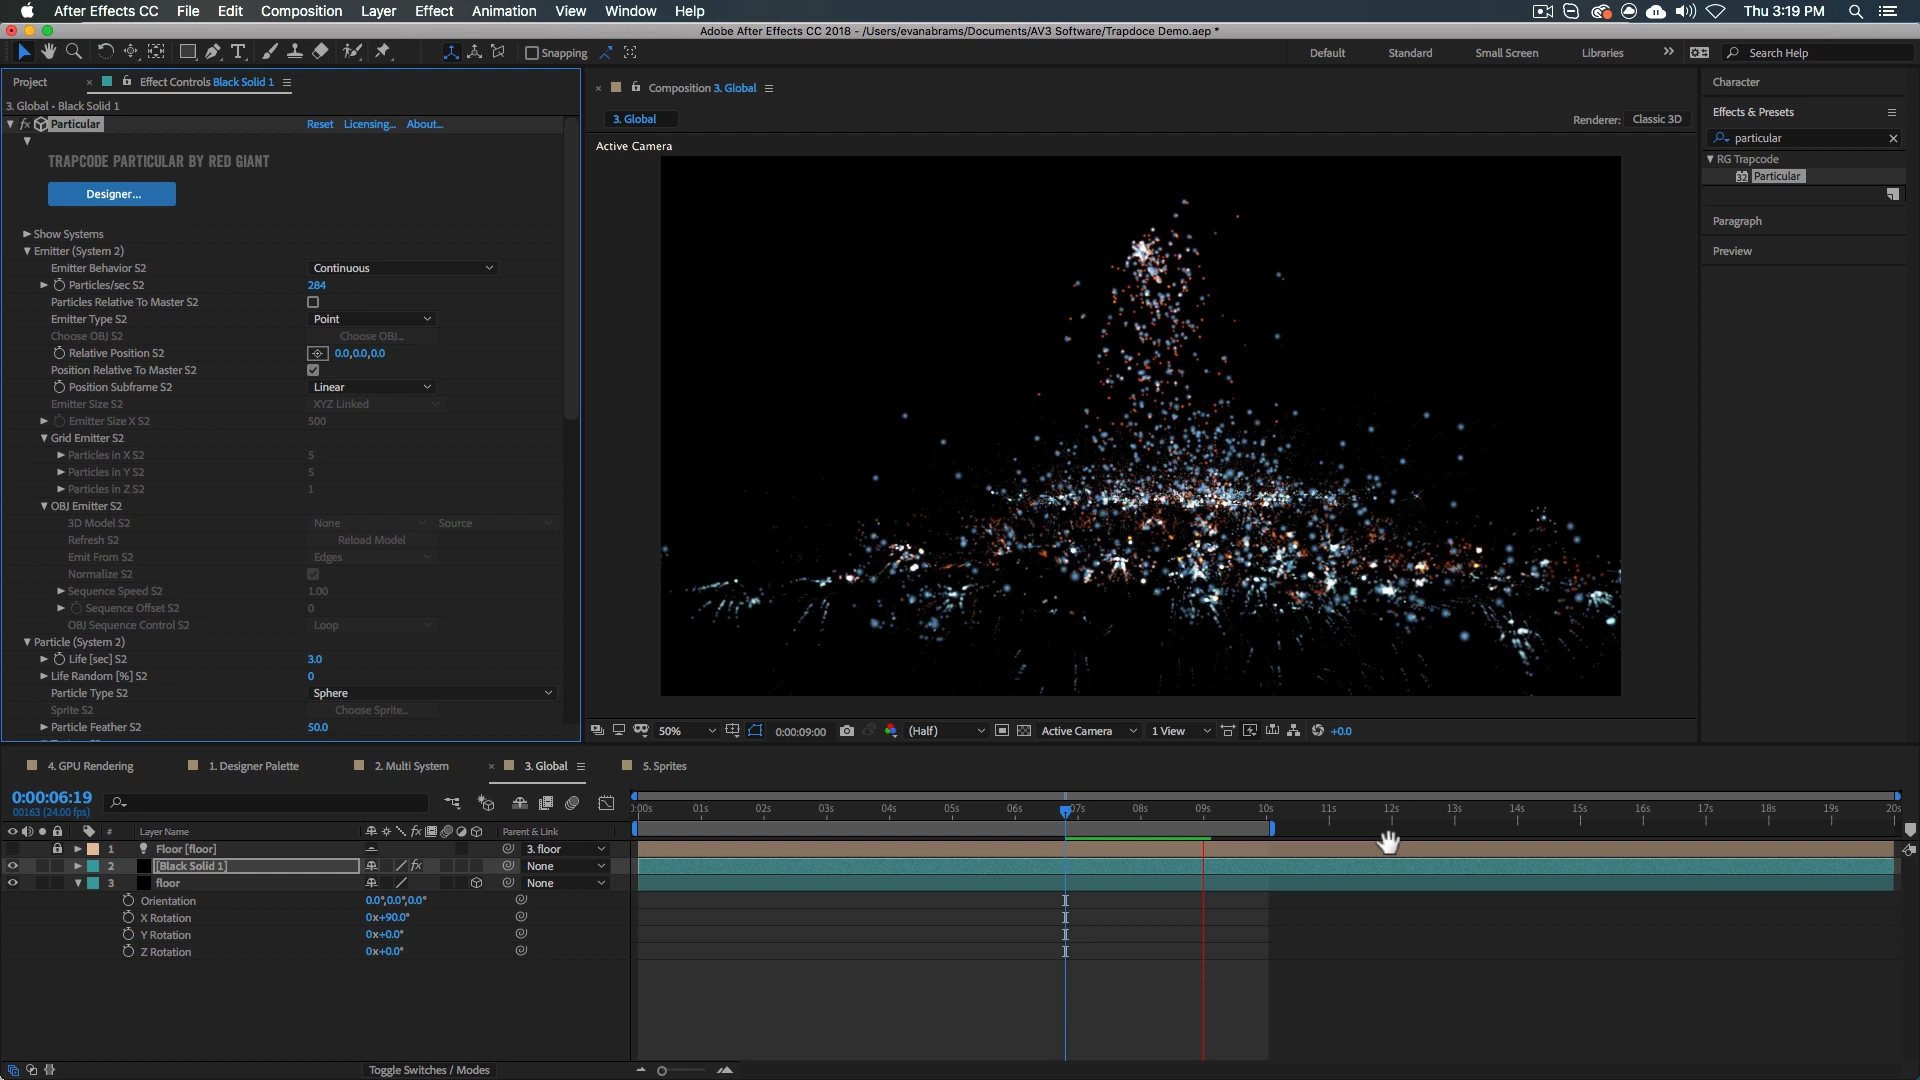 After Effects CC File Edit Composition Layer Effect Animation View Window Help Thu 3:19 PM
Adobe After Effects CC 2018 - /Users/evanabrams/Documents/AV3 Software/Trapdoce Demo.aep *
Snapping Default Standard Small Screen Libraries » Search Help
Project × Effect Controls Black Solid 1
3. Global • Black Solid 1
fx Particular Reset Licensing... About...
TRAPCODE PARTICULAR BY RED GIANT
Designer...
Show Systems
Emitter (System 2)
Emitter Behavior S2 Continuous
Particles/sec S2 284
Particles Relative To Master S2
Emitter Type S2 Point
Choose OBJ S2 Choose OBJ...
Relative Position S2 0.0,0.0,0.0
Position Relative To Master S2
Position Subframe S2 Linear
Emitter Size S2 XYZ Linked
Emitter Size X S2 500
Grid Emitter S2
Particles in X S2 5
Particles in Y S2 5
Particles in Z S2 1
OBJ Emitter S2
3D Model S2 None Source
Refresh S2 Reload Model
Emit From S2 Edges
Normalize S2
Sequence Speed S2 1.00
Sequence Offset S2 0
OBJ Sequence Control S2 Loop
Particle (System 2)
Life [sec] S2 3.0
Life Random [%] S2 0
Particle Type S2 Sphere
Sprite S2 Choose Sprite...
Particle Feather S2 50.0
× Composition 3. Global
3. Global Renderer: Classic 3D
Active Camera
50% 0:00:09:00 (Half) Active Camera 1 View +0.0
Character
Effects & Presets
particular
RG Trapcode
32 Particular
Paragraph
Preview
4. GPU Rendering 1. Designer Palette 2. Multi System × 3. Global 5. Sprites
0:00:06:19
00163 (24.00 fps)
:00s 01s 02s 03s 04s 05s 06s 07s 08s 09s 10s 11s 12s 13s 14s 15s 16s 17s 18s 19s 20s
# Layer Name fx Parent & Link
1 Floor [floor] 3. floor
2 [Black Solid 1] fx None
3 floor None
Orientation 0.0°,0.0°,0.0°
X Rotation 0x+90.0°
Y Rotation 0x+0.0°
Z Rotation 0x+0.0°
Toggle Switches / Modes